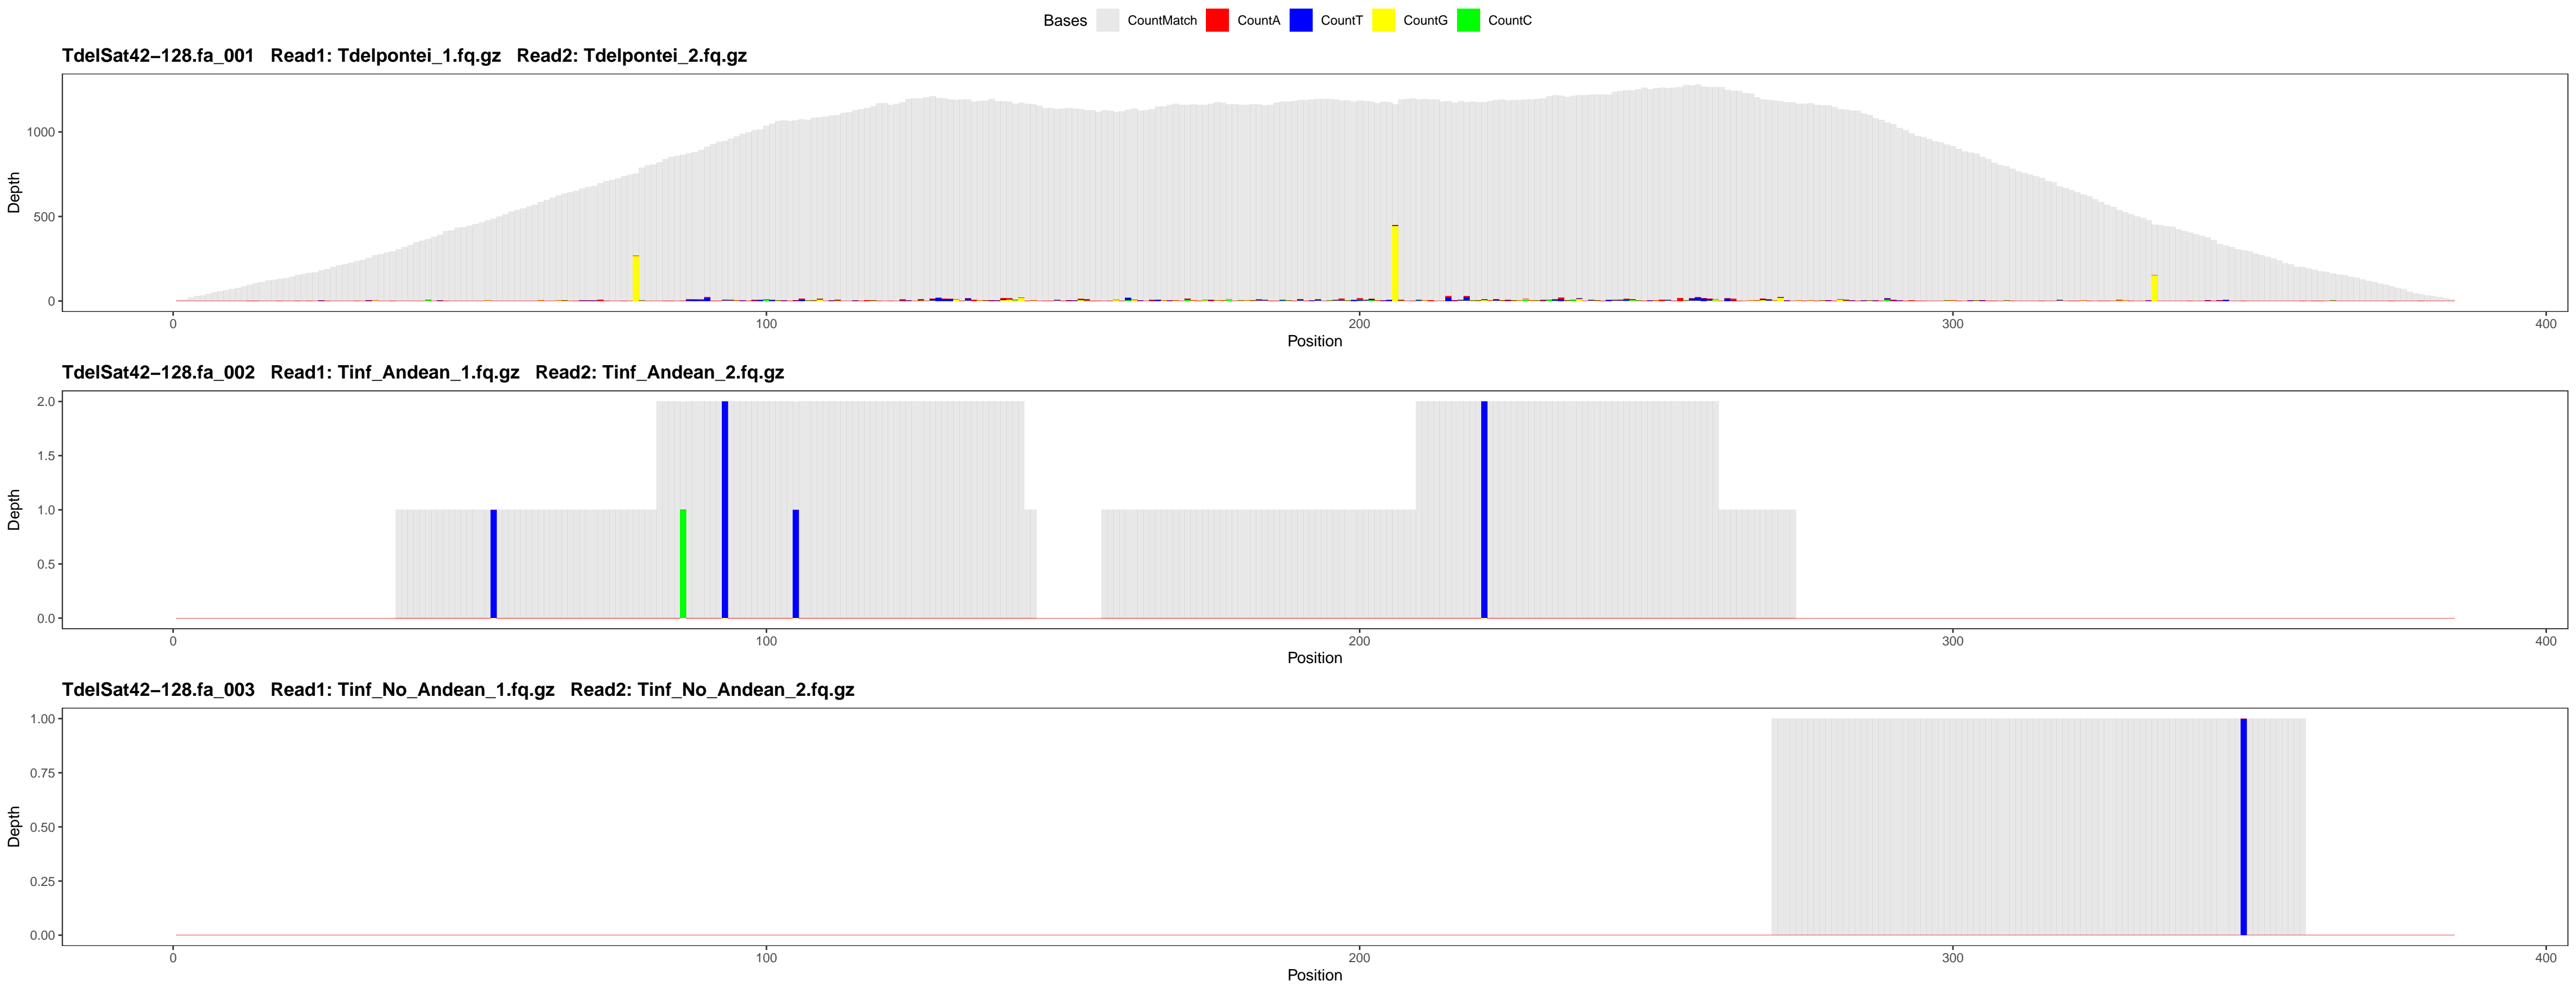 Bases CountMatch CountA CountT CountG CountC
TdelSat42−128.fa_001 Read1: Tdelpontei_1.fq.gz Read2: Tdelpontei_2.fq.gz
1000
500
0
Depth
0 100 200 300 400
Position
TdelSat42−128.fa_002 Read1: Tinf_Andean_1.fq.gz Read2: Tinf_Andean_2.fq.gz
2.0
1.5
1.0
0.5
0.0
Depth
0 100 200 300 400
Position
TdelSat42−128.fa_003 Read1: Tinf_No_Andean_1.fq.gz Read2: Tinf_No_Andean_2.fq.gz
1.00
0.75
0.50
0.25
0.00
Depth
0 100 200 300 400
Position